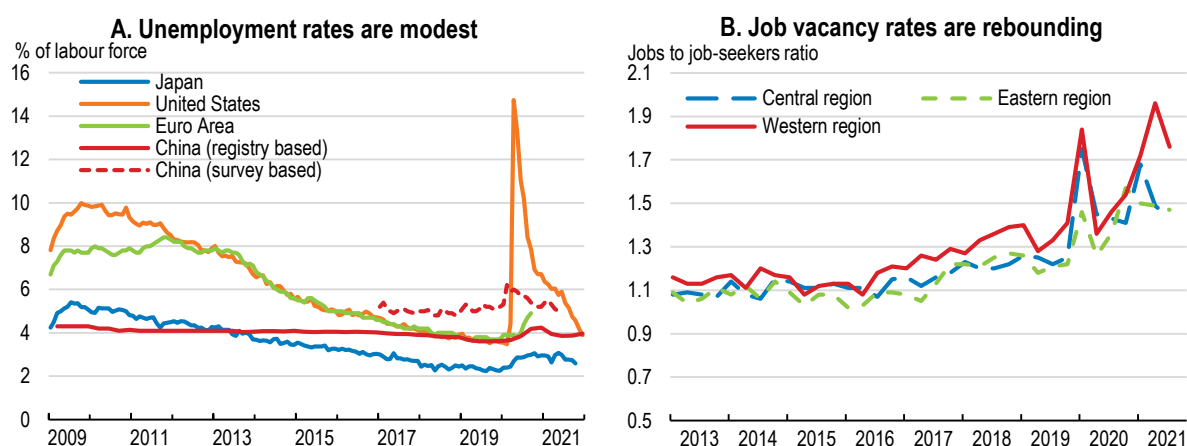 A. Unemployment rates are modest
% of labour force
16
14
12
10
8
6
4
2
0
Japan
United States
Euro Area
China (registry based)
China (survey based)
2009 2011 2013 2015 2017 2019 2021
B. Job vacancy rates are rebounding
Jobs to job-seekers ratio
2.1
1.9
1.7
1.5
1.3
1.1
0.9
0.7
0.5
Central region Eastern region
Western region
2013 2014 2015 2016 2017 2018 2019 2020 2021